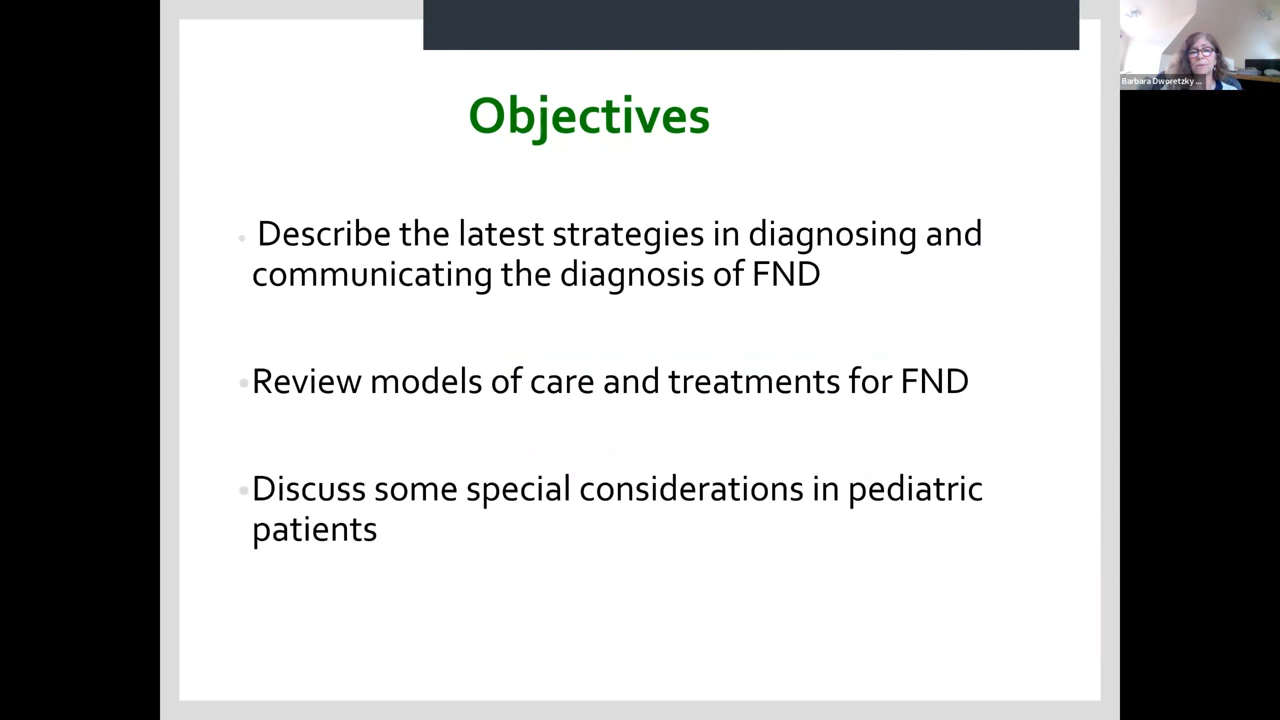 Barbara Dworetzky ...
Objectives
• Describe the latest strategies in diagnosing and
communicating the diagnosis of FND
•Review models of care and treatments for FND
•Discuss some special considerations in pediatric
patients